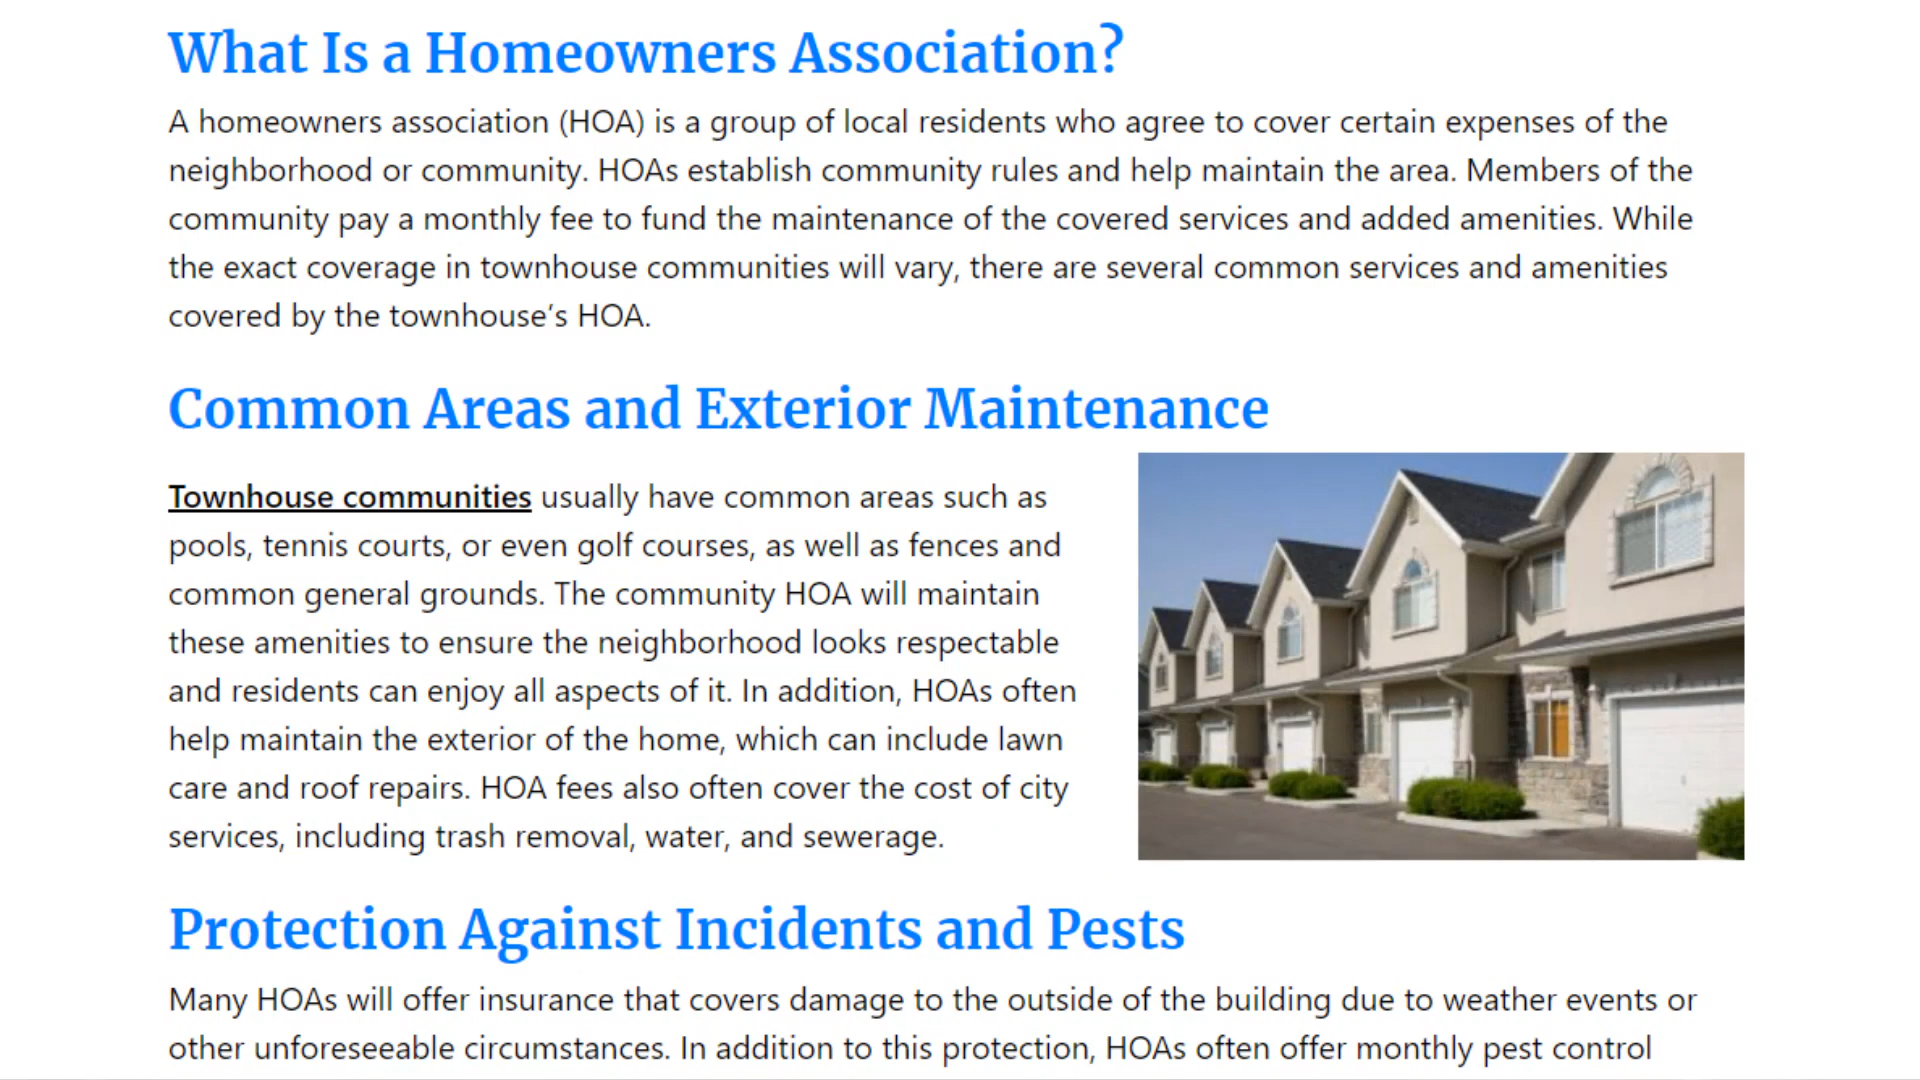 What Is a Homeowners Association?
A homeowners association (HOA) is a group of local residents who agree to cover certain expenses of the
neighborhood or community. HOAs establish community rules and help maintain the area. Members of the
community pay a monthly fee to fund the maintenance of the covered services and added amenities. While
the exact coverage in townhouse communities will vary, there are several common services and amenities
covered by the townhouse’s HOA.
Common Areas and Exterior Maintenance
Townhouse communities usually have common areas such as
pools, tennis courts, or even golf courses, as well as fences and
common general grounds. The community HOA will maintain
these amenities to ensure the neighborhood looks respectable
and residents can enjoy all aspects of it. In addition, HOAs often
help maintain the exterior of the home, which can include lawn
care and roof repairs. HOA fees also often cover the cost of city
services, including trash removal, water, and sewerage.
Protection Against Incidents and Pests
Many HOAs will offer insurance that covers damage to the outside of the building due to weather events or
other unforeseeable circumstances. In addition to this protection, HOAs often offer monthly pest control